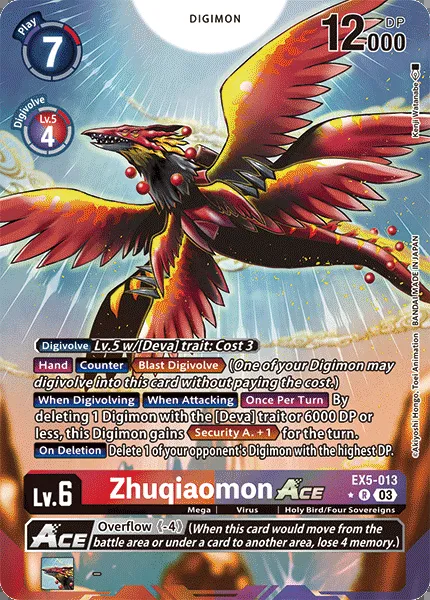 DIGIMON
Play
7
12000
DP
Digivolve
Lv.5
4
Kenji Watanabe
©Akiyoshi Hongo, Toei Animation BANDAI MADE IN JAPAN
Digivolve Lv.5 w/[Deva] trait: Cost 3
Hand Counter Blast Digivolve (One of your Digimon may
digivolve into this card without paying the cost.)
When Digivolving When Attacking Once Per Turn By
deleting 1 Digimon with the [Deva] trait or 6000 DP or
less, this Digimon gains Security A. +1 for the turn.
On Deletion Delete 1 of your opponent's Digimon with the highest DP.
Lv.6
Zhuqiaomon ACE
EX5-013
R 03
Mega | Virus | Holy Bird/Four Sovereigns
ACE Overflow ⟨-4⟩ (When this card would move from the
battle area or under a card to another area, lose 4 memory.)
-